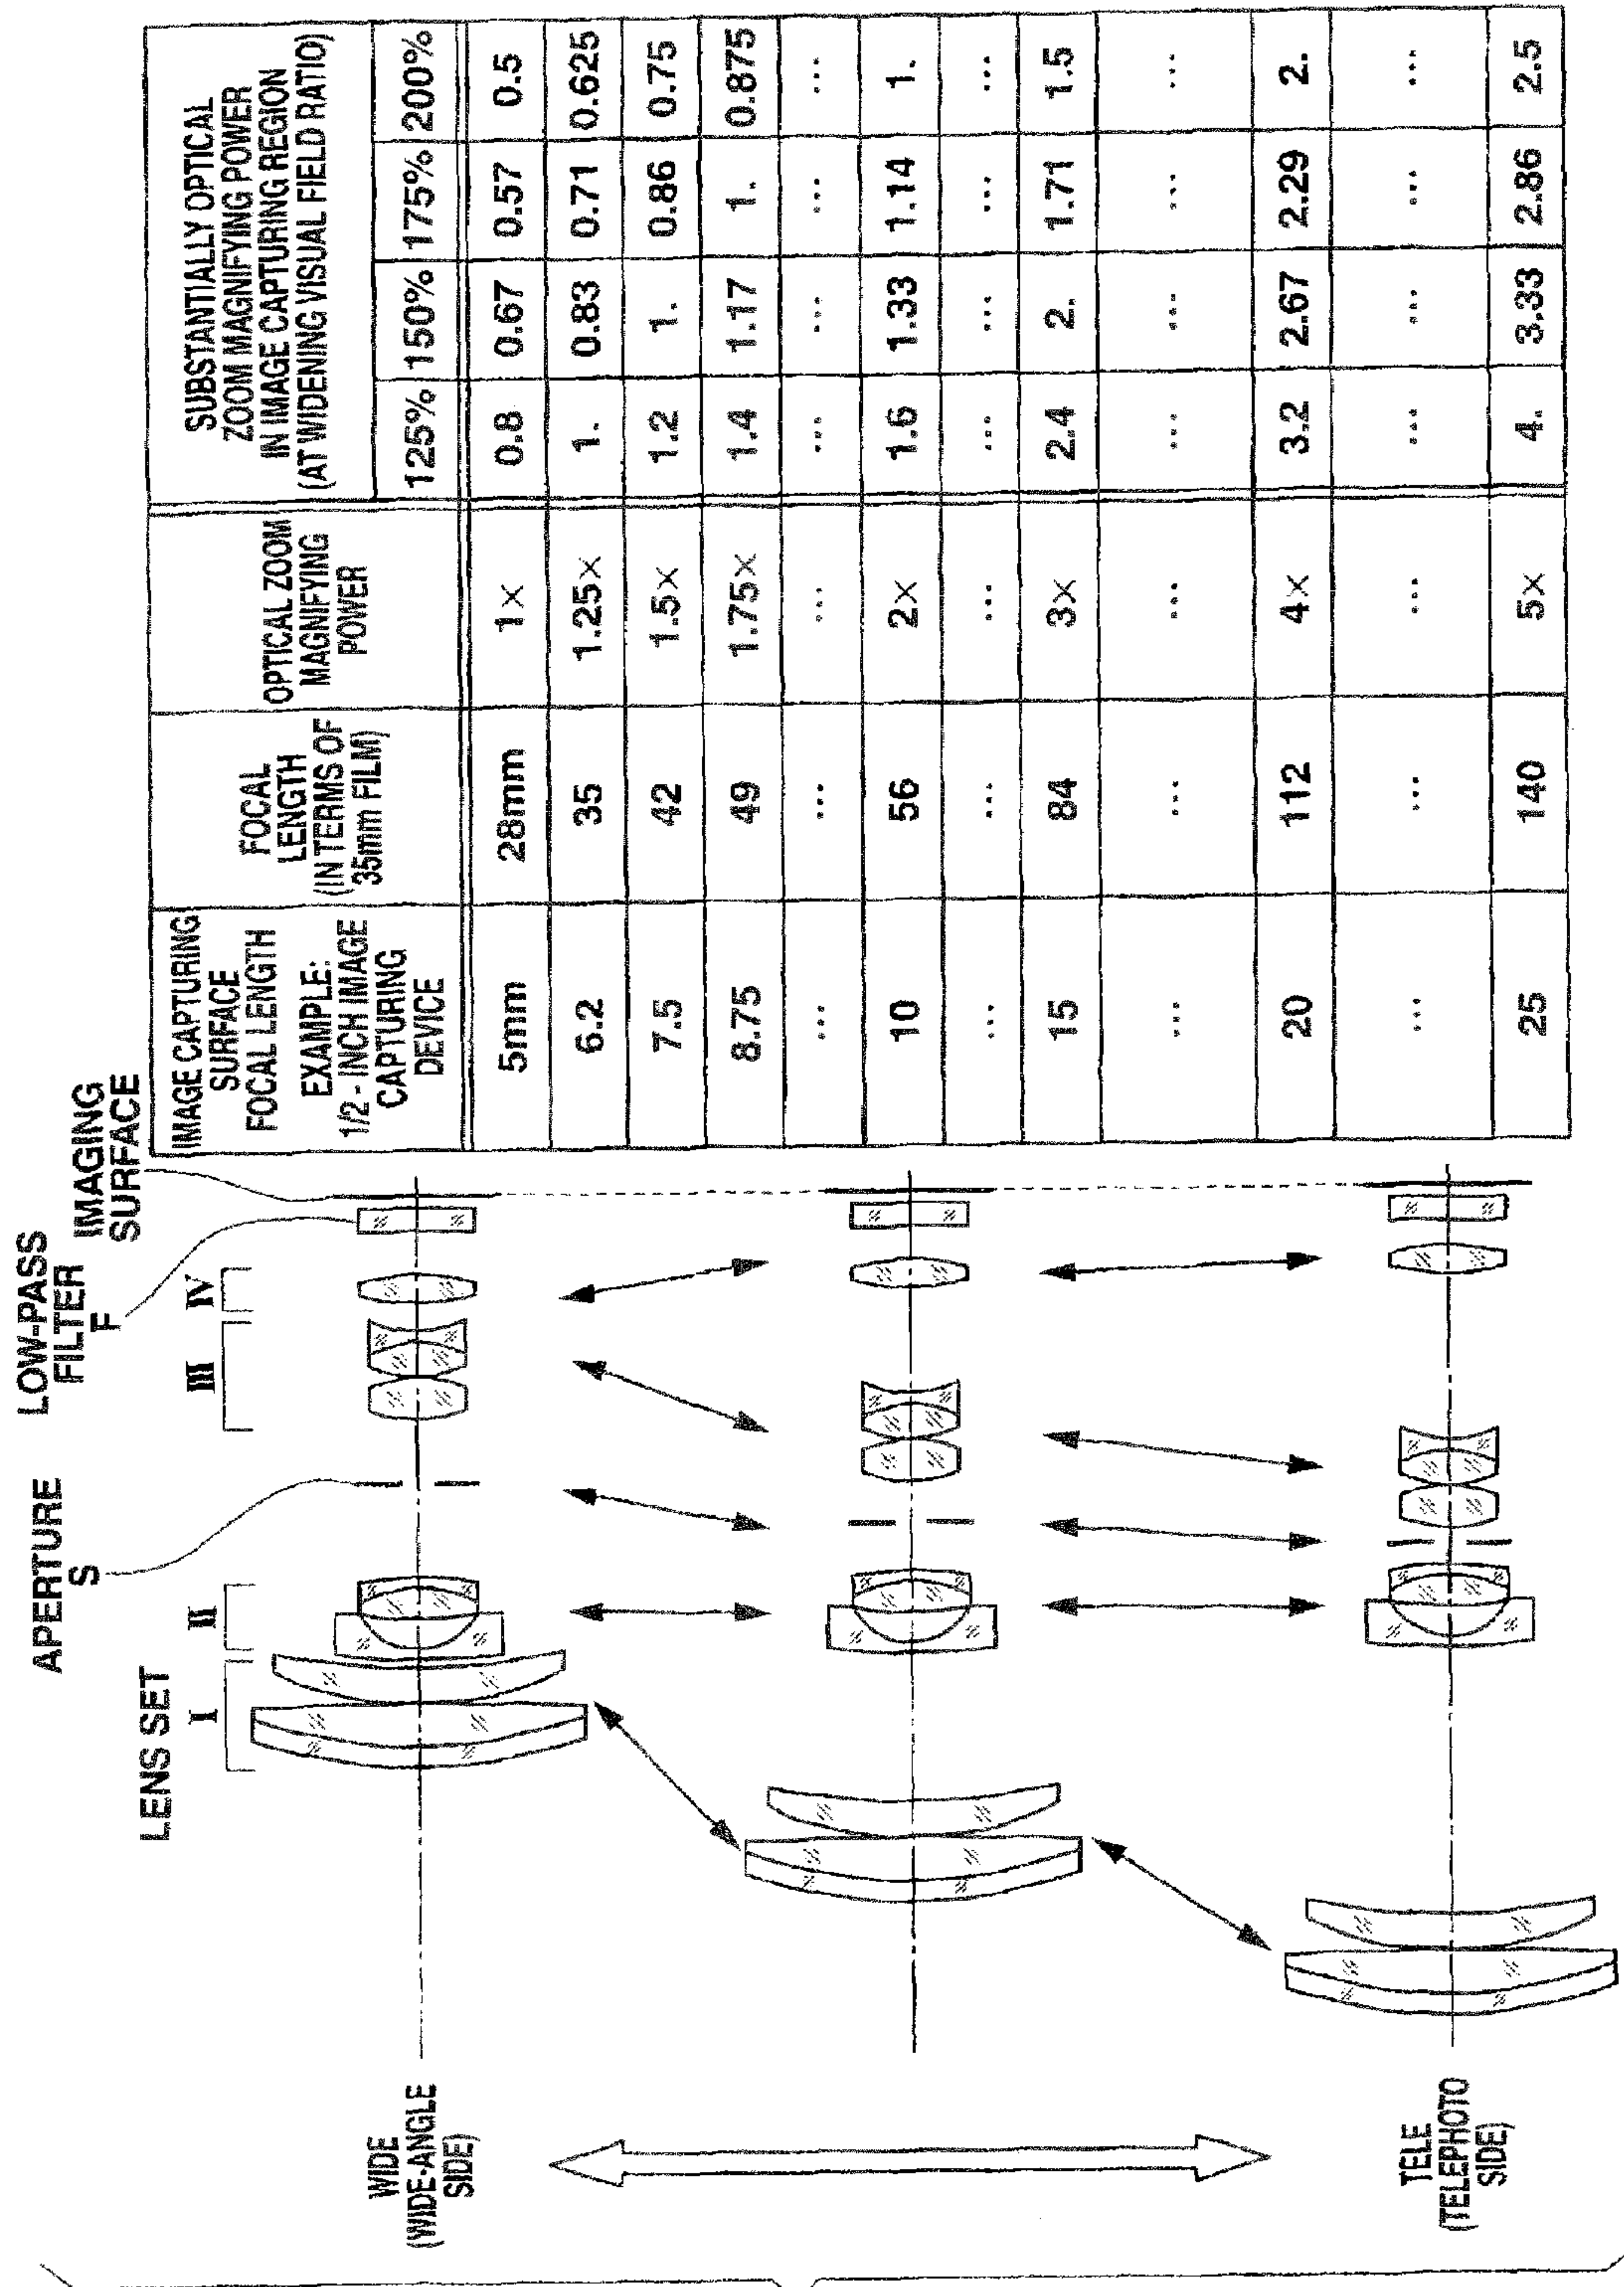 LENS SET
I
II
APERTURE
S
III
IV
LOW-PASS
FILTER
F
IMAGING
SURFACE
WIDE
(WIDE-ANGLE
SIDE)
TELE
(TELEPHOTO
SIDE)
IMAGE CAPTURING
SURFACE
FOCAL LENGTH
EXAMPLE:
1/2 - INCH IMAGE
CAPTURING
DEVICE
FOCAL
LENGTH
(IN TERMS OF
35mm FILM)
OPTICAL ZOOM
MAGNIFYING
POWER
SUBSTANTIALLY OPTICAL
ZOOM MAGNIFYING POWER
IN IMAGE CAPTURING REGION
(AT WIDENING VISUAL FIELD RATIO)
125% 150% 175% 200%
5mm 28mm 1× 0.8 0.67 0.57 0.5
6.2 35 1.25× 1. 0.83 0.71 0.625
7.5 42 1.5× 1.2 1. 0.86 0.75
8.75 49 1.75× 1.4 1.17 1. 0.875
... ... ... ... ... ... ...
10 56 2× 1.6 1.33 1.14 1.
... ... ... ... ... ... ...
15 84 3× 2.4 2. 1.71 1.5
... ... ... ... ... ... ...
20 112 4× 3.2 2.67 2.29 2.
... ... ... ... ... ... ...
25 140 5× 4. 3.33 2.86 2.5